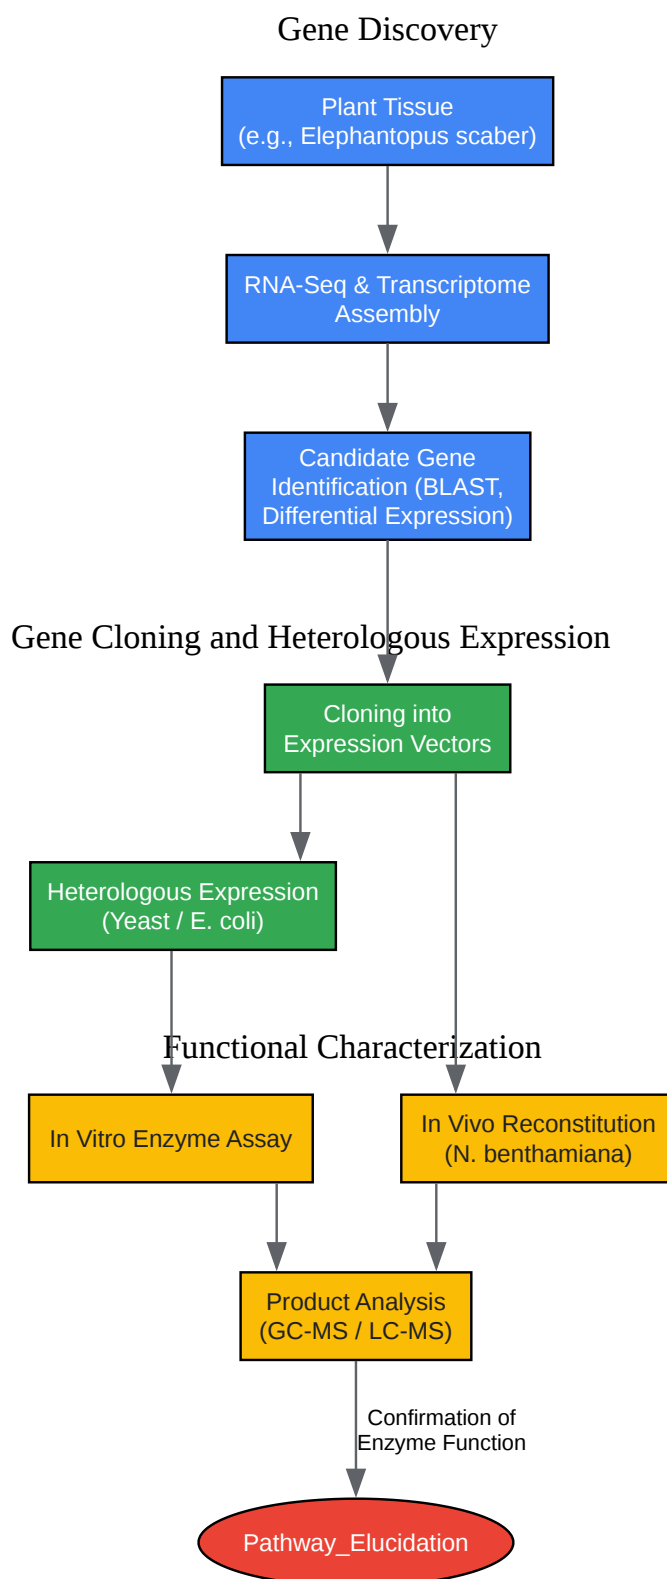 Gene Discovery
Plant Tissue
(e.g., Elephantopus scaber)
RNA-Seq & Transcriptome
Assembly
Candidate Gene
Identification (BLAST,
Differential Expression)
Gene Cloning and Heterologous Expression
Cloning into
Expression Vectors
Heterologous Expression
(Yeast / E. coli)
Functional Characterization
In Vitro Enzyme Assay
In Vivo Reconstitution
(N. benthamiana)
Product Analysis
(GC-MS / LC-MS)
Confirmation of
Enzyme Function
Pathway_Elucidation